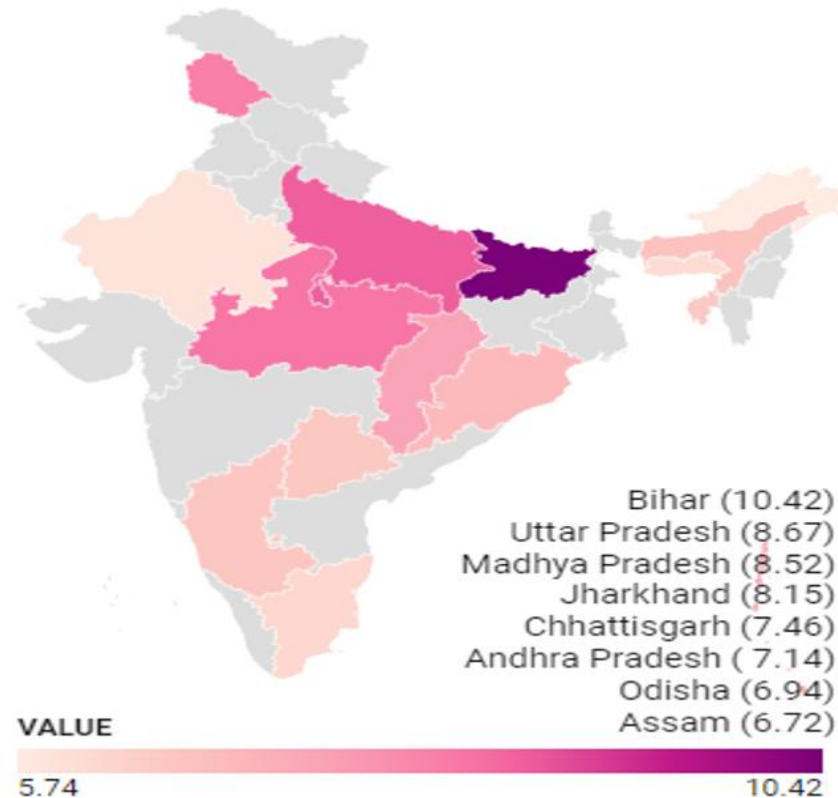 Bihar (10.42)
Uttar Pradesh (8.67)
Madhya Pradesh (8.52)
Jharkhand (8.15)
Chhattisgarh (7.46)
Andhra Pradesh ( 7.14)
Odisha (6.94)
Assam (6.72)
VALUE
5.74 10.42